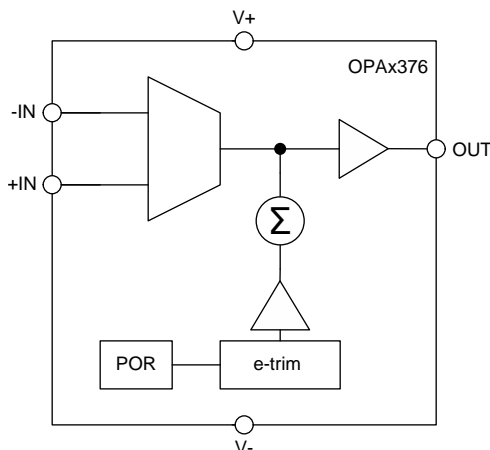 V+
OPAx376
-IN
OUT
+IN
Σ
POR
e-trim
V-